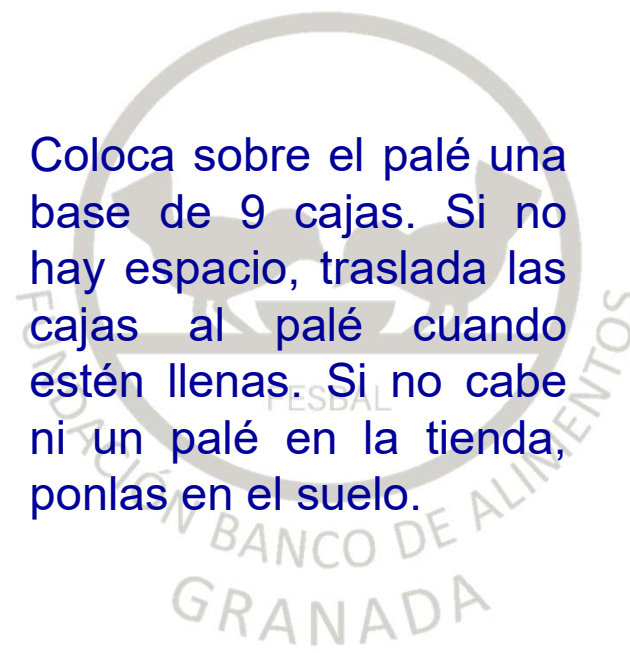 Coloca sobre el palé una
base de 9 cajas. Si no
hay espacio, traslada las
cajas al palé cuando
estén llenas. Si no cabe
ni un palé en la tienda,
ponlas en el suelo.
FESBAL
FUNDACIÓN BANCO DE ALIMENTOS
GRANADA